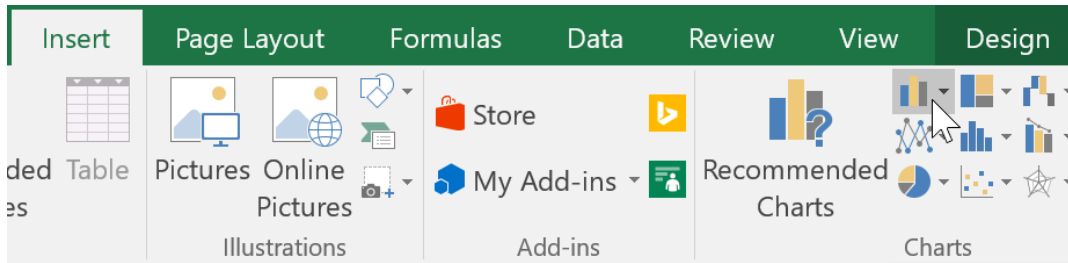 Insert Page Layout Formulas Data Review View Design
Store
ded Table Pictures Online Pictures My Add-ins Recommended Charts
es
Illustrations Add-ins Charts